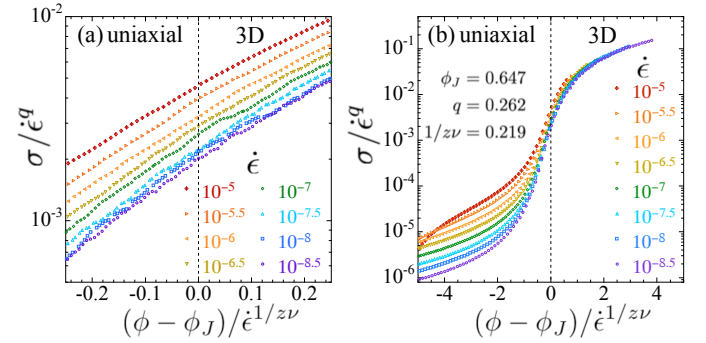 (a) uniaxial 3D
σ/ε̇^q
10^-2
10^-3
ε̇
10^-5 10^-7
10^-5.5 10^-7.5
10^-6 10^-8
10^-6.5 10^-8.5
-0.2 -0.1 0.0 0.1 0.2
(ϕ − ϕ_J)/ε̇^1/zν
(b) uniaxial 3D
σ/ε̇^q
10^-1
10^-2
10^-3
10^-4
10^-5
10^-6
ϕ_J = 0.647
q = 0.262
1/zν = 0.219
ε̇
10^-5
10^-5.5
10^-6
10^-6.5
10^-7
10^-7.5
10^-8
10^-8.5
-4 -2 0 2 4
(ϕ − ϕ_J)/ε̇^1/zν